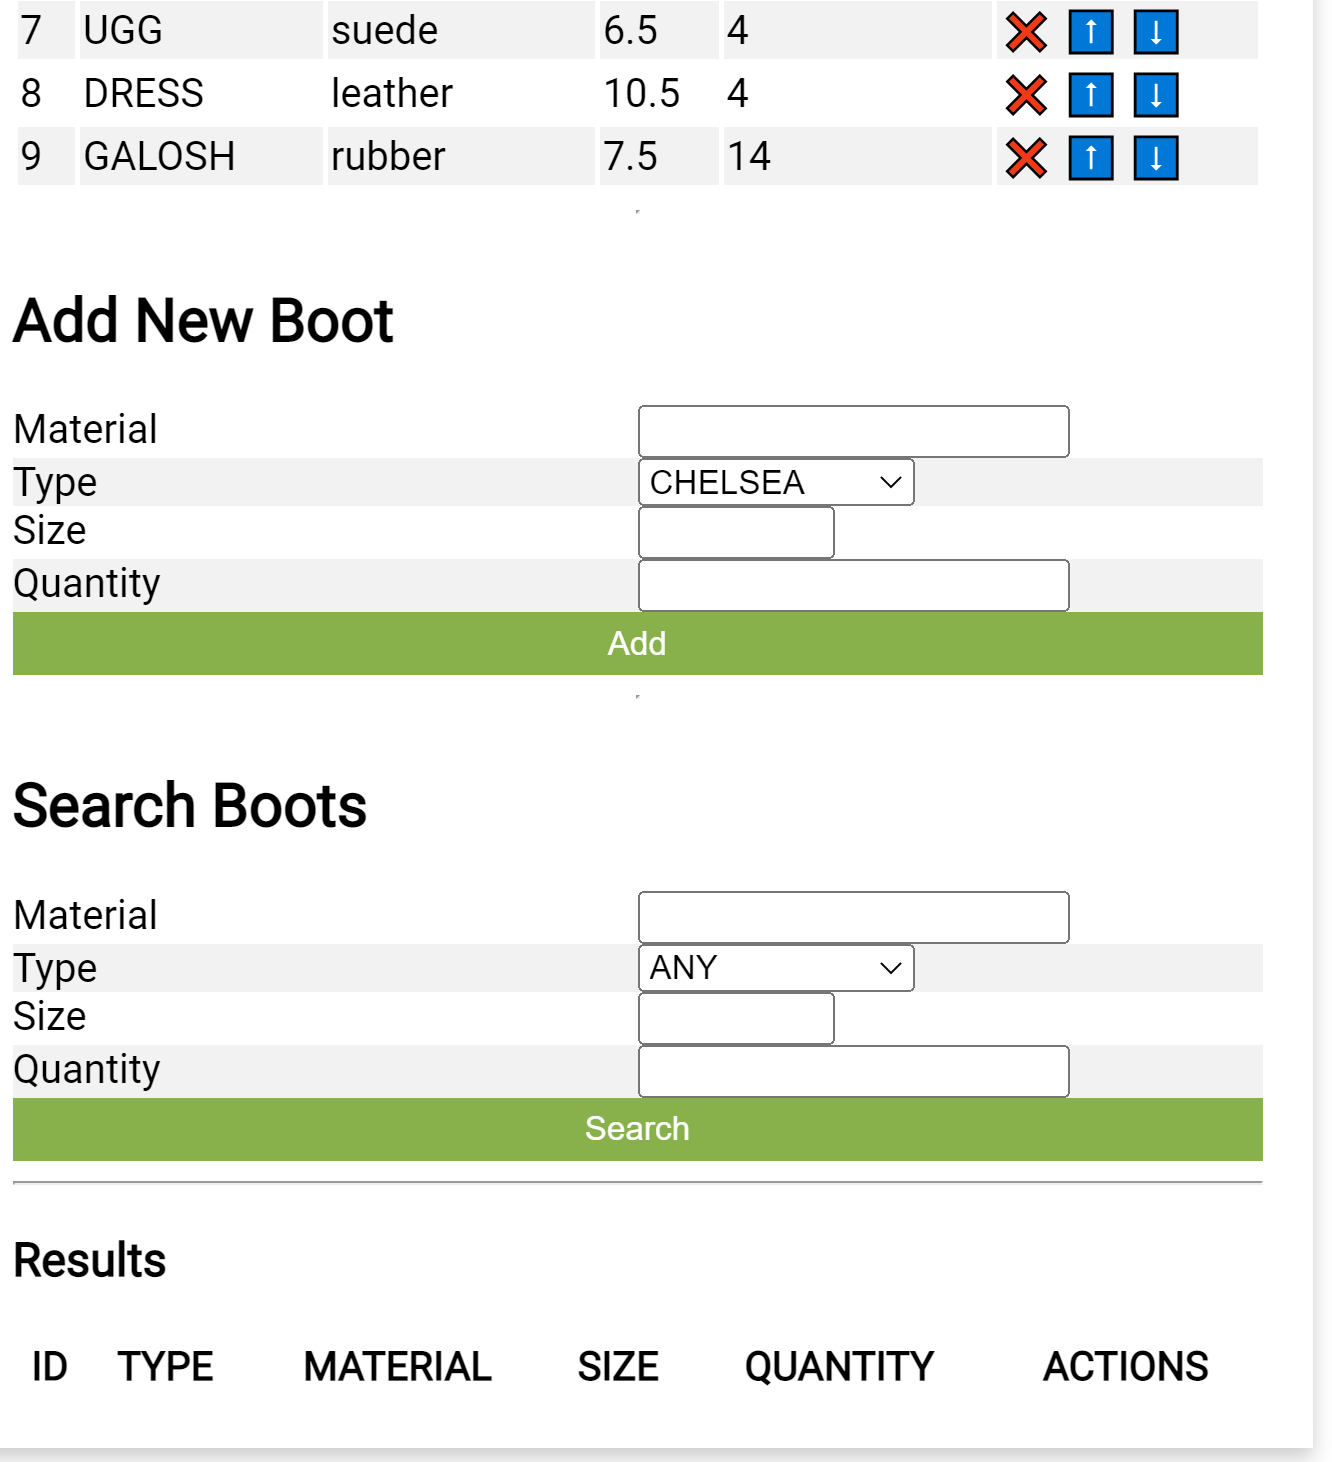 7 UGG suede 6.5 4 ❌ ↑ ↓
8 DRESS leather 10.5 4 ❌ ↑ ↓
9 GALOSH rubber 7.5 14 ❌ ↑ ↓
Add New Boot
Material
Type CHELSEA
Size
Quantity
Add
Search Boots
Material
Type ANY
Size
Quantity
Search
Results
ID TYPE MATERIAL SIZE QUANTITY ACTIONS